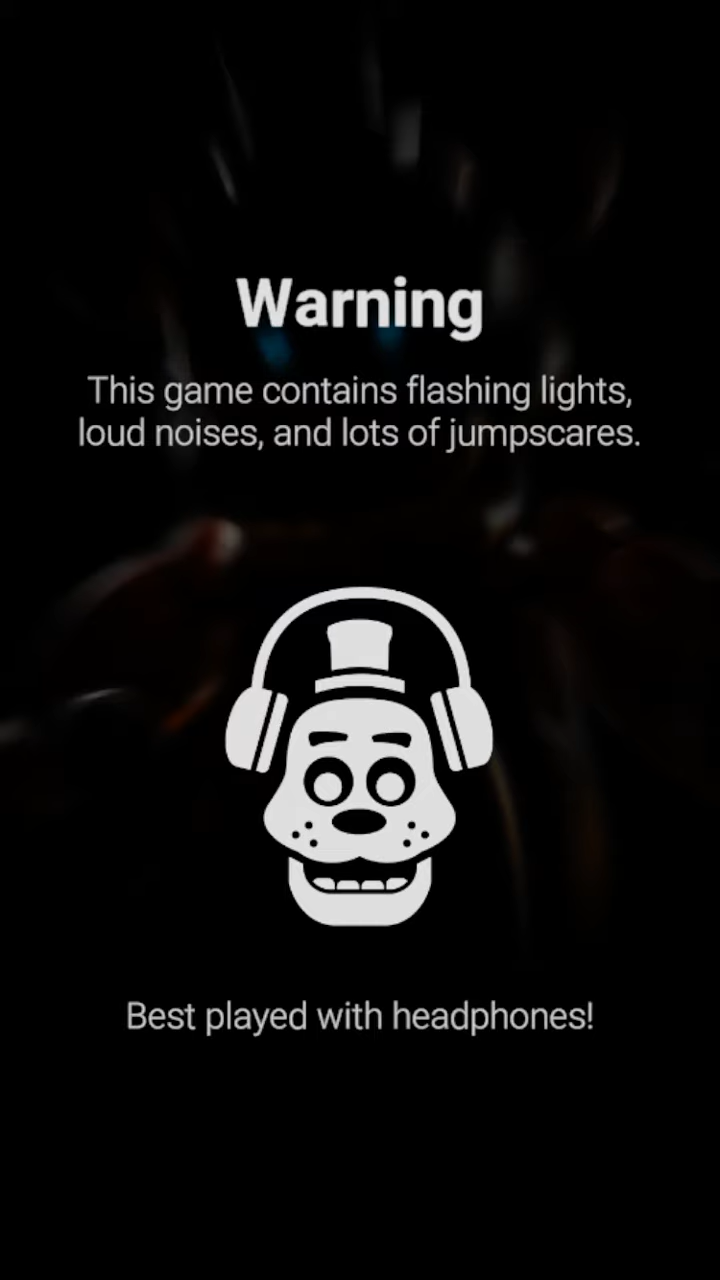 Warning
This game contains flashing lights,
loud noises, and lots of jumpscares.
Best played with headphones!